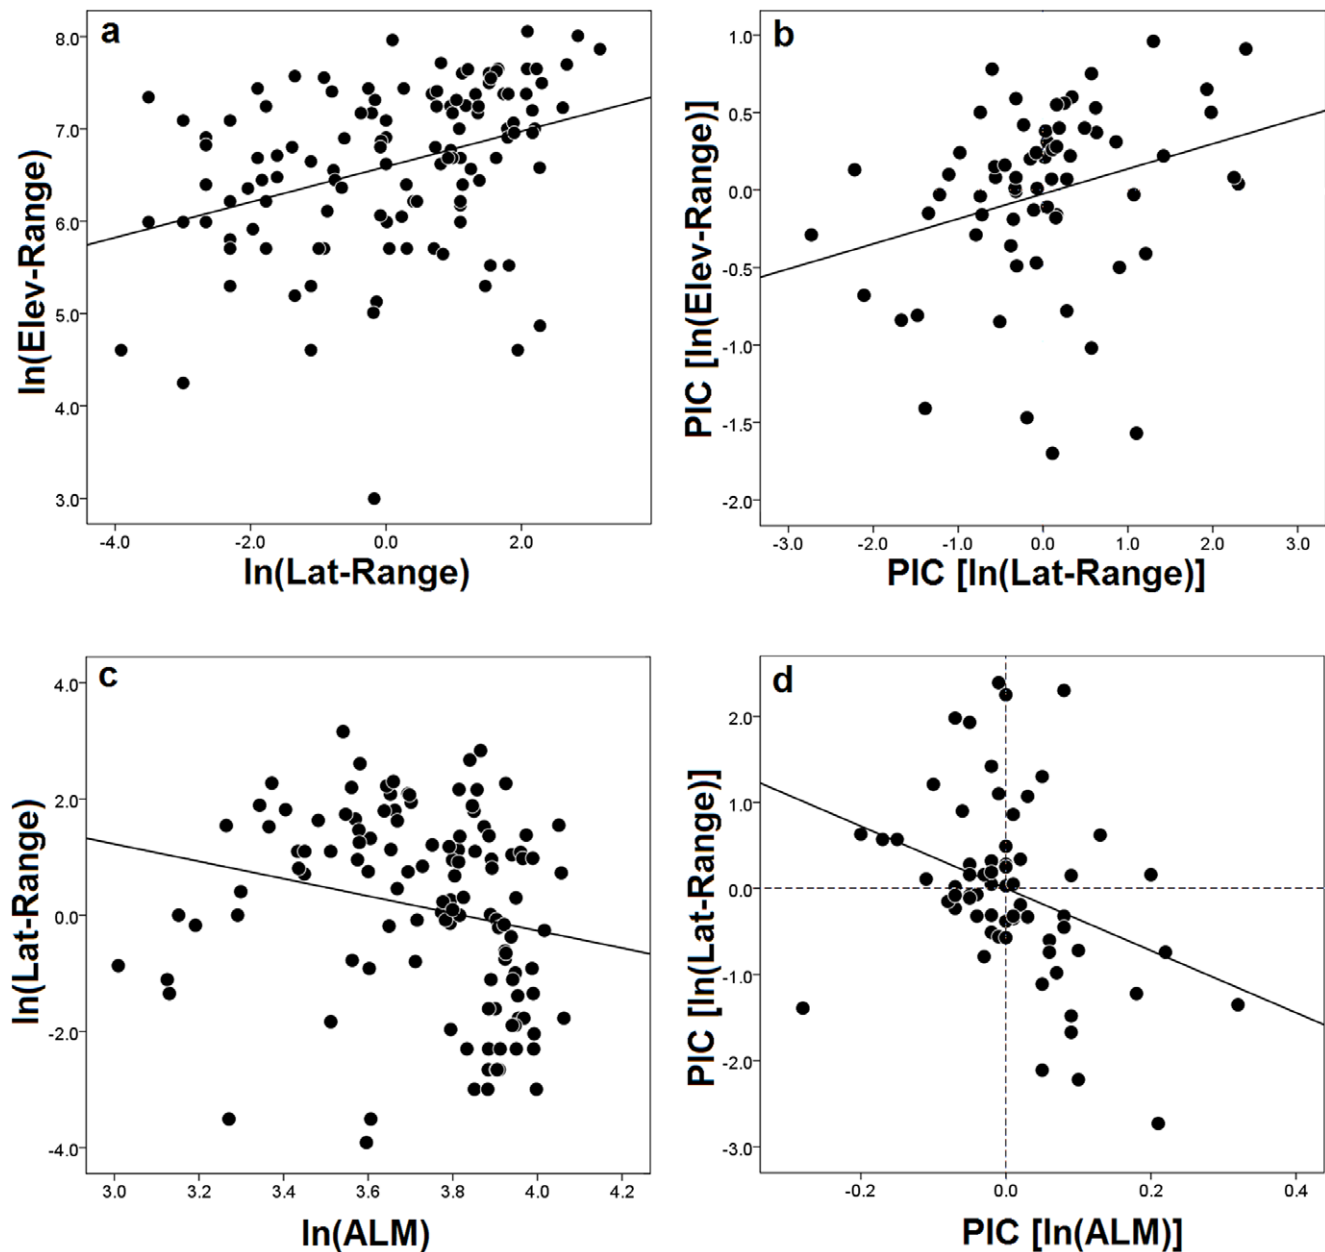 a
8.0
7.0
6.0
5.0
4.0
3.0
-4.0 -2.0 0.0 2.0
ln(Elev-Range)
ln(Lat-Range)
b
1.0
0.5
0.0
-0.5
-1.0
-1.5
-2.0
-3.0 -2.0 -1.0 0.0 1.0 2.0 3.0
PIC [ln(Elev-Range)]
PIC [ln(Lat-Range)]
c
4.0
2.0
0.0
-2.0
-4.0
3.0 3.2 3.4 3.6 3.8 4.0 4.2
ln(Lat-Range)
ln(ALM)
d
2.0
1.0
0.0
-1.0
-2.0
-3.0
-0.2 0.0 0.2 0.4
PIC [ln(Lat-Range)]
PIC [ln(ALM)]